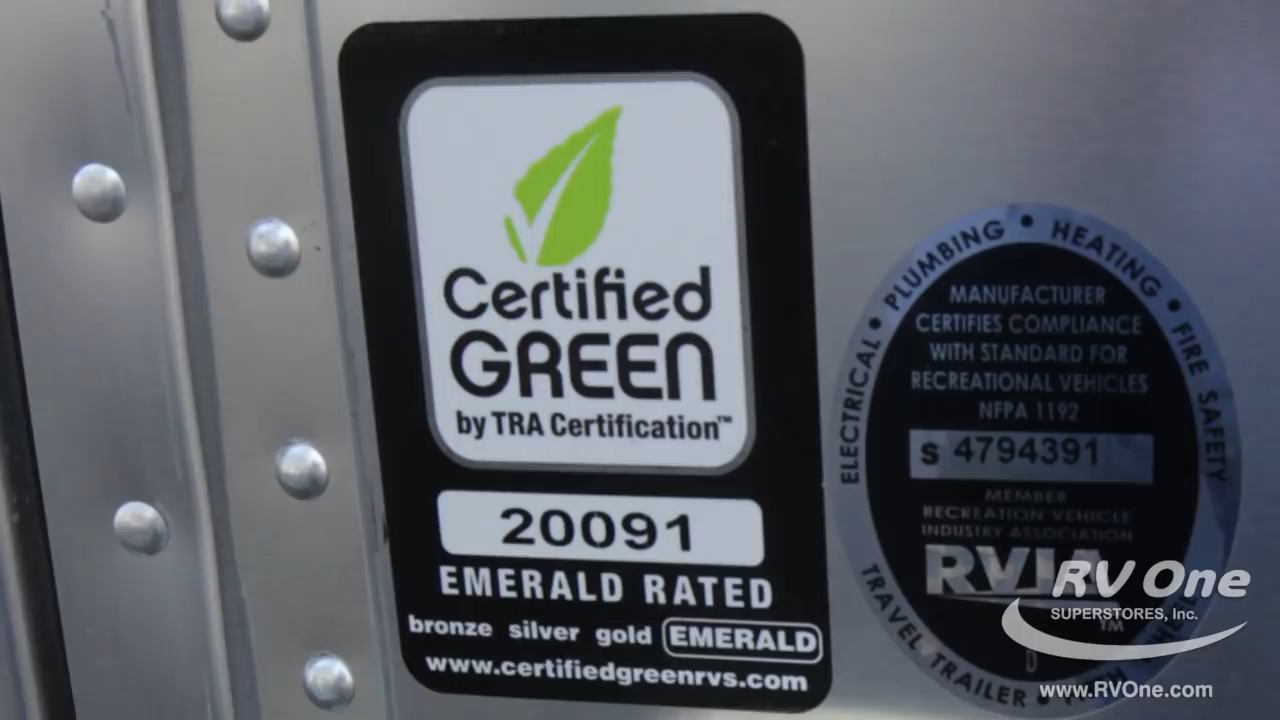 Certified
GREEN
by TRA Certification™
20091
EMERALD RATED
bronze silver gold EMERALD
www.certifiedgreenrvs.com
ELECTRICAL • PLUMBING • HEATING • FIRE SAFETY
MANUFACTURER
CERTIFIES COMPLIANCE
WITH STANDARD FOR
RECREATIONAL VEHICLES
NFPA 1192
S 4794391
MEMBER
RECREATION VEHICLE
INDUSTRY ASSOCIATION
RVIA
TM
D
TRAVEL TRAILER •
RV One
SUPERSTORES, Inc.
www.RVOne.com